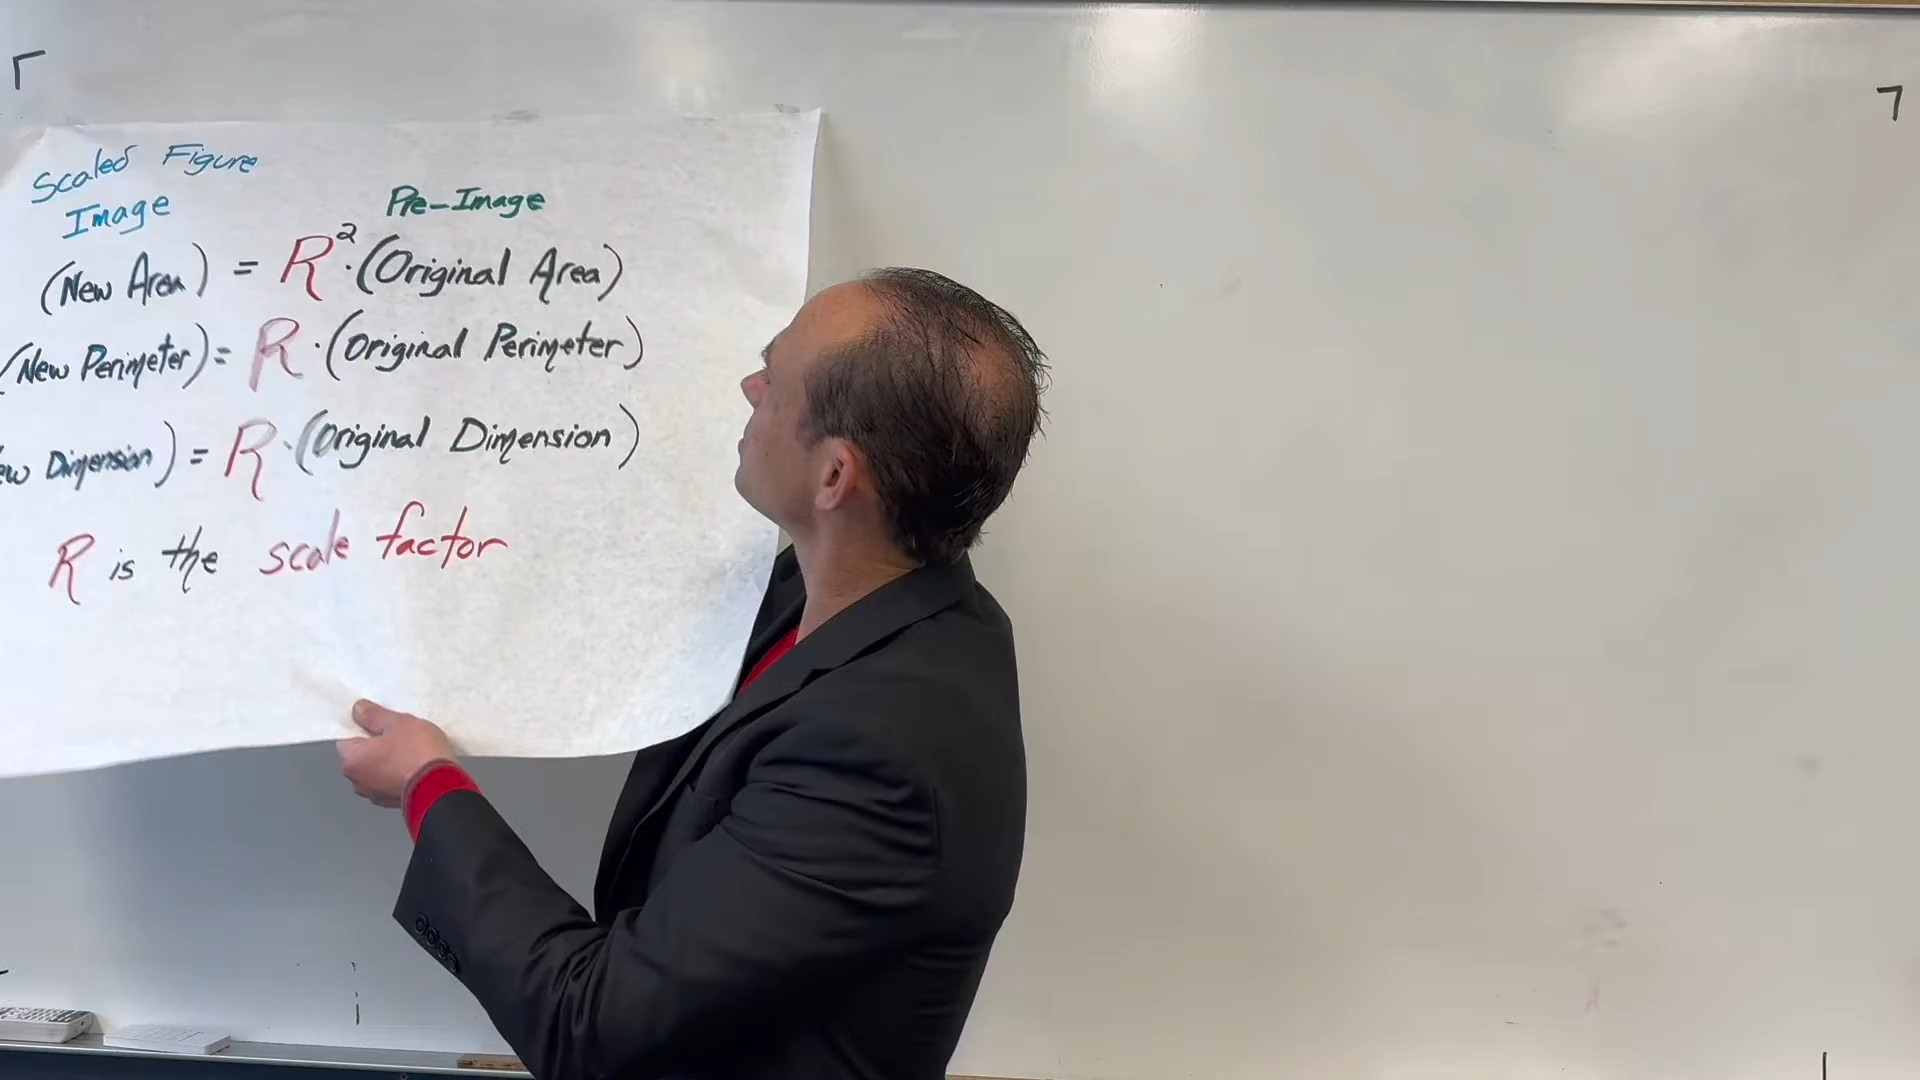 Scaled Figure
Image
Pre-Image
(New Area) = R² · (Original Area)
(New Perimeter) = R · (Original Perimeter)
Dimension) = R · (Original Dimension)
R is the scale factor